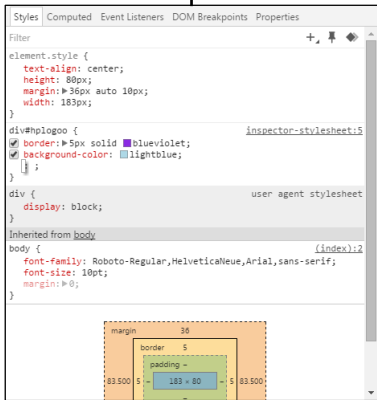 Styles Computed Event Listeners DOM Breakpoints Properties
Filter
element.style {
text-align: center;
height: 80px;
margin:▶36px auto 10px;
width: 183px;
}
div#hplogoo { inspector-stylesheet:5
border:▶5px solid blueviolet;
background-color: lightblue;
: ;
}
div { user agent stylesheet
display: block;
}
Inherited from body
body { (index):2
font-family: Roboto-Regular,HelveticaNeue,Arial,sans-serif;
font-size: 10pt;
margin:▶0;
}
margin 36
border 5
padding -
83.500 5 - 183 × 80 - 5 83.500
-